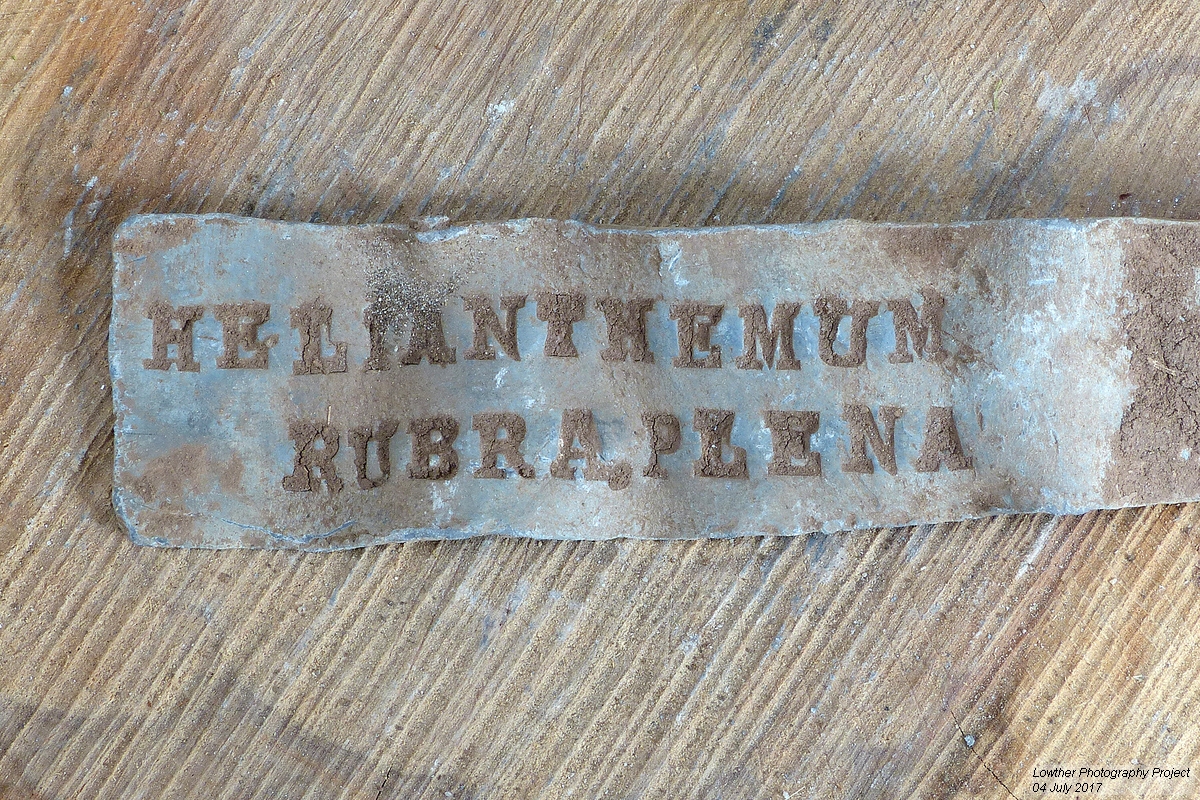 HELIANTHEMUM
RUBRA PLENA
Lowther Photography Project
04 July 2017